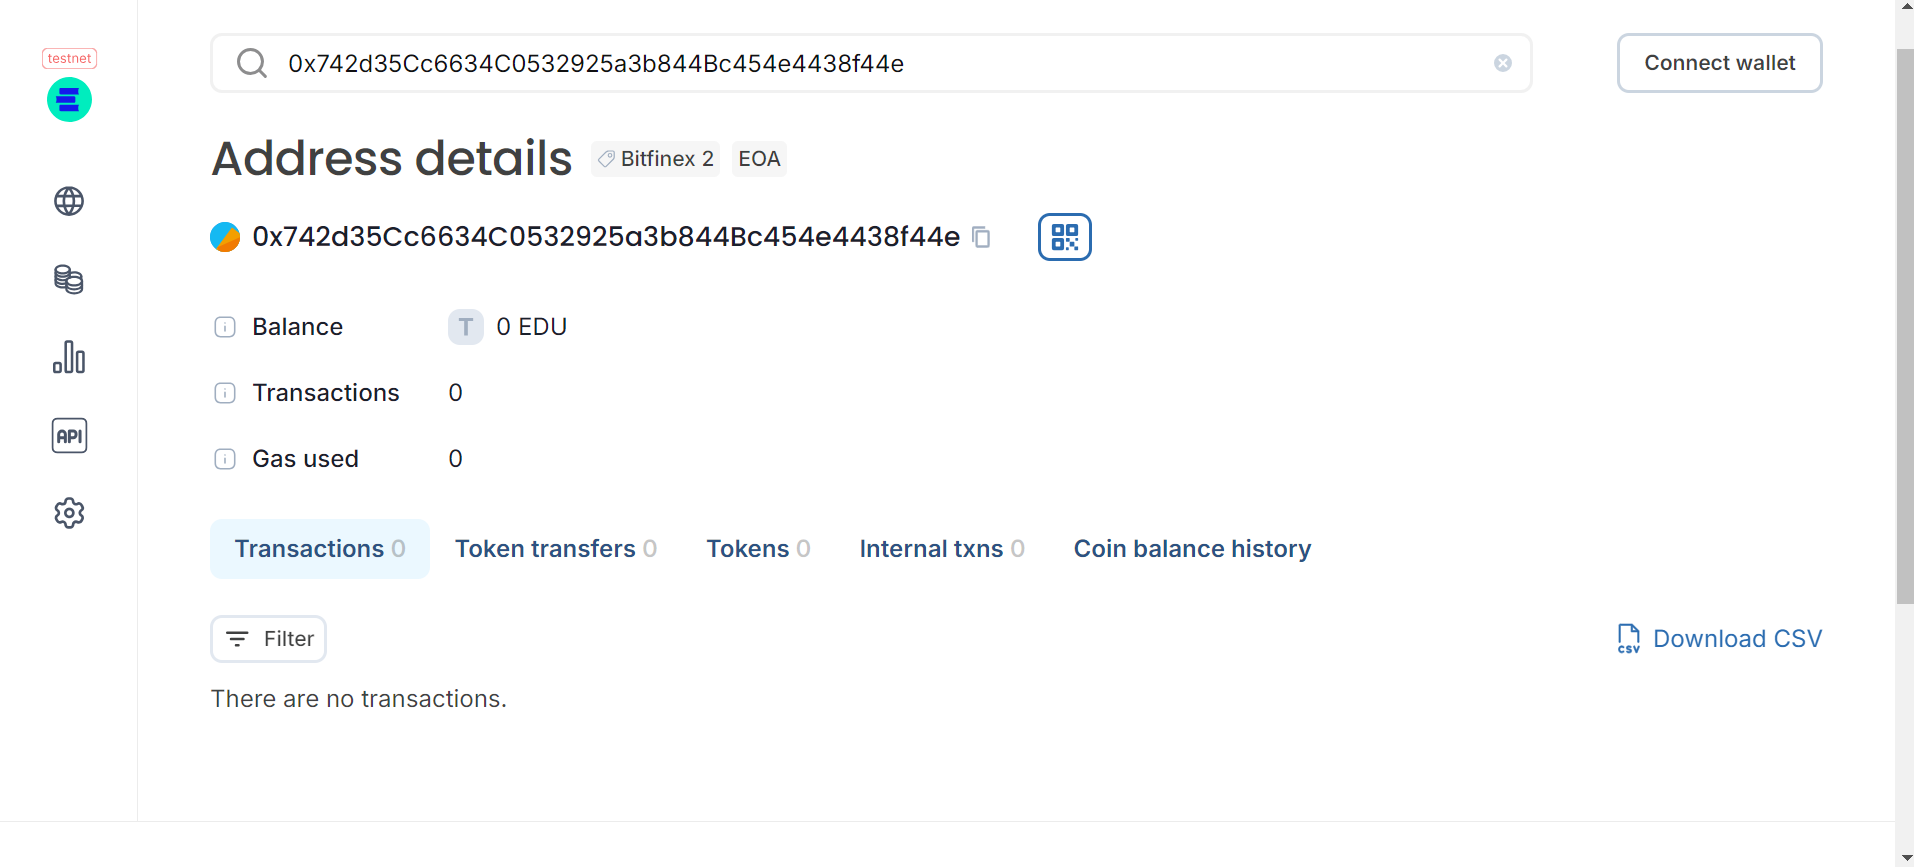 testnet
0x742d35Cc6634C0532925a3b844Bc454e4438f44e
Connect wallet
Address details Bitfinex 2 EOA
0x742d35Cc6634C0532925a3b844Bc454e4438f44e
Balance T 0 EDU
Transactions 0
API
Gas used 0
Transactions 0 Token transfers 0 Tokens 0 Internal txns 0 Coin balance history
Filter
CSV Download CSV
There are no transactions.